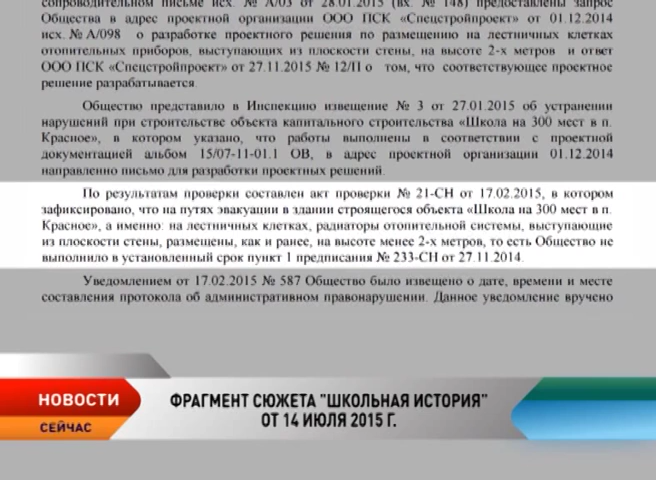 сопроводительном письме исх. № А/03 от 28.01.2015 (вх. № 148) предоставлены запрос
Общества в адрес проектной организации ООО ПСК «Спецстройпроект» от 01.12.2014
исх. № А/098 о разработке проектного решения по размещению на лестничных клетках
отопительных приборов, выступающих из плоскости стены, на высоте 2-х метров и ответ
ООО ПСК «Спецстройпроект» от 27.11.2015 № 12/П о том, что соответствующее проектное
решение разрабатывается.
Общество представило в Инспекцию извещение № 3 от 27.01.2015 об устранении
нарушений при строительстве объекта капитального строительства «Школа на 300 мест в п.
Красное», в котором указано, что работы выполнены в соответствии с проектной
документацией альбом 15/07-11-01.1 ОВ, в адрес проектной организации 01.12.2014
направленно письмо для разработки проектных решений.
По результатам проверки составлен акт проверки № 21-СН от 17.02.2015, в котором
зафиксировано, что на путях эвакуации в здании строящегося объекта «Школа на 300 мест в п.
Красное», а именно: на лестничных клетках, радиаторы отопительной системы, выступающие
из плоскости стены, размещены, как и ранее, на высоте менее 2-х метров, то есть Общество не
выполнило в установленный срок пункт 1 предписания № 233-СН от 27.11.2014.
Уведомлением от 17.02.2015 № 587 Общество было извещено о дате, времени и месте
составления протокола об административном правонарушении. Данное уведомление вручено
НОВОСТИ
СЕЙЧАС
ФРАГМЕНТ СЮЖЕТА "ШКОЛЬНАЯ ИСТОРИЯ"
ОТ 14 ИЮЛЯ 2015 Г.